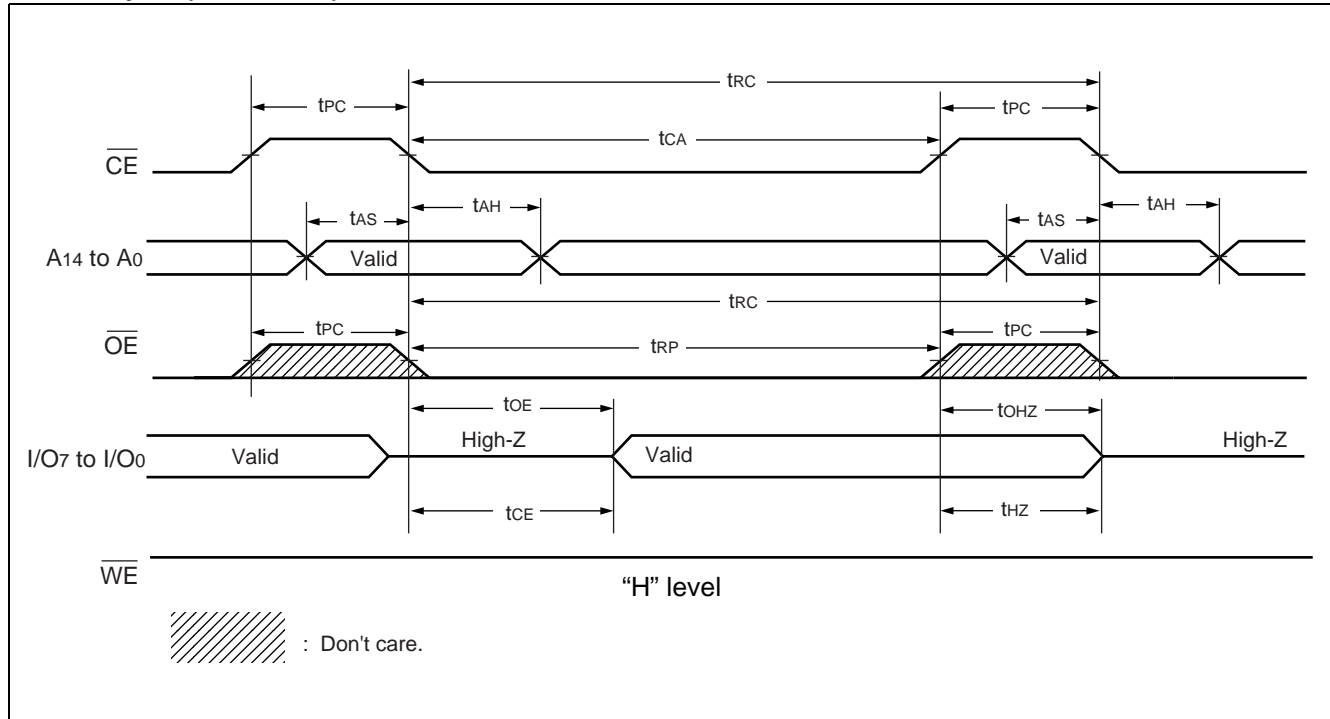 tRC
tPC tPC
tCA
CE
tAS tAH tAS tAH
A14 to A0 Valid Valid
tRC
tPC tPC
OE
tRP
tOE tOHZ
High-Z High-Z
I/O7 to I/O0 Valid Valid
tCE tHZ
WE
“H” level
: Don't care.